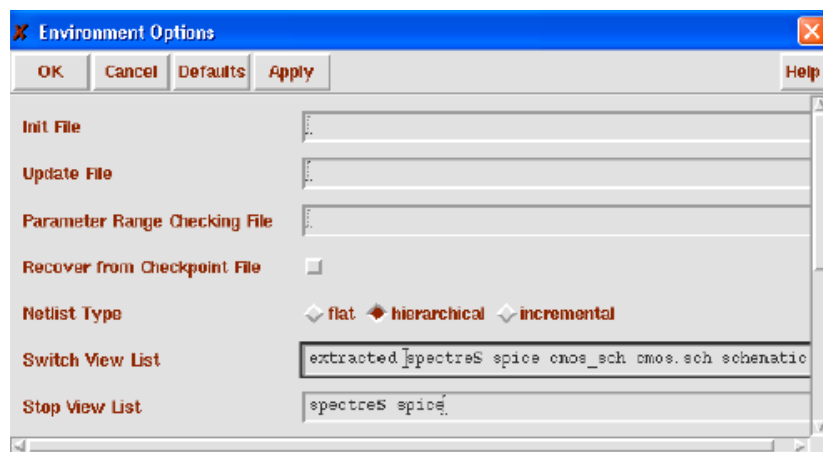 Environment Options
OK Cancel Defaults Apply Help
Init File
Update File
Parameter Range Checking File
Recover from Checkpoint File
Netlist Type flat hierarchical incremental
Switch View List extracted spectreS spice cmos_sch cmos.sch schematic
Stop View List spectreS spice